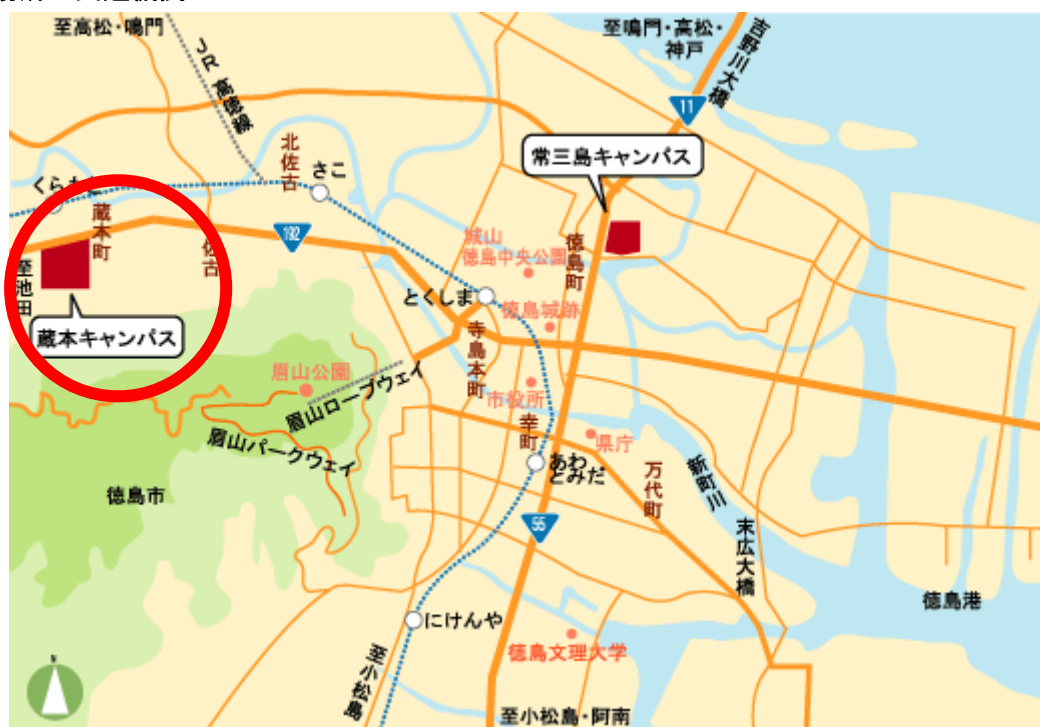 至高松・鳴門
至鳴門・高松・
神戸
吉野川大橋
JR高徳線
11
常三島キャンパス
北佐古
さこ
蔵本町
佐古
192
城山
徳島中央公園
徳島町
至池田
とくしま
徳島城跡
蔵本キャンパス
寺島本町
眉山公園
眉山ロープウェイ
市役所
幸町
県庁
眉山パークウェイ
あわ
とみだ
万代町
新町川
徳島市
55
末広大橋
徳島港
にけんや
徳島文理大学
至小松島
N
至小松島・阿南